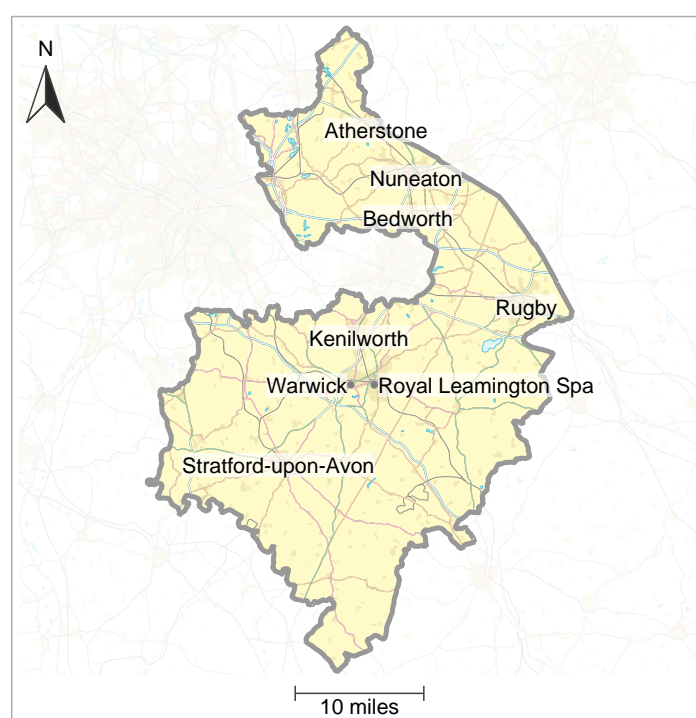 N
Atherstone
Nuneaton
Bedworth
Rugby
Kenilworth
Warwick
Royal Leamington Spa
Stratford-upon-Avon
10 miles